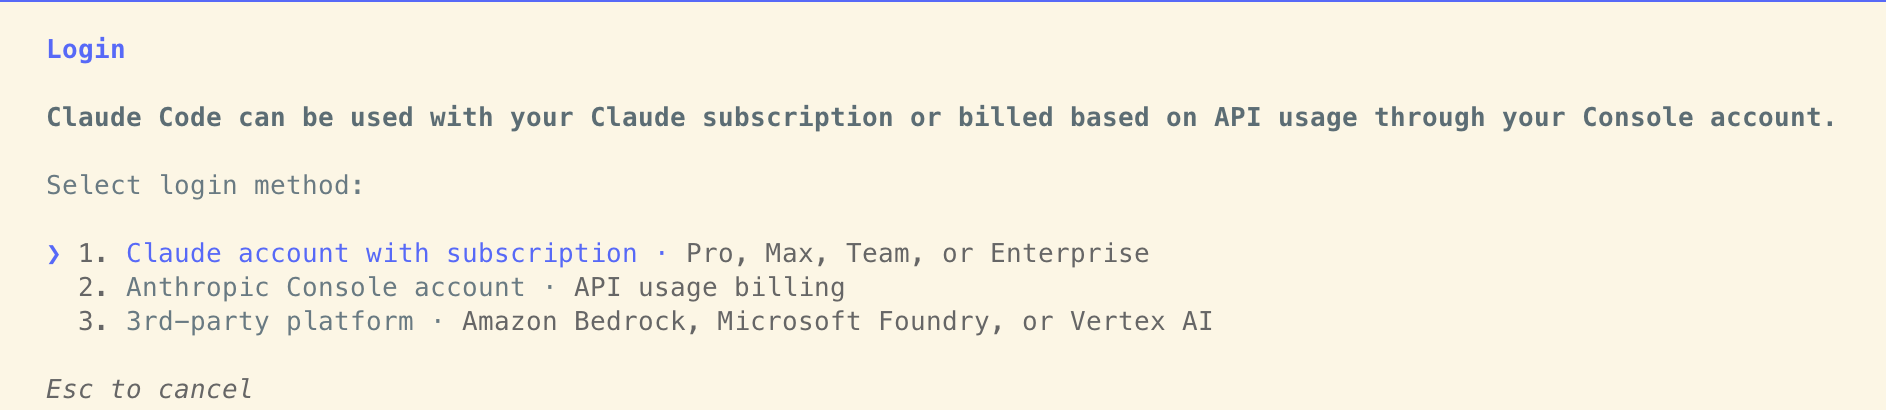 Login
Claude Code can be used with your Claude subscription or billed based on API usage through your Console account.
Select login method:
❯ 1. Claude account with subscription · Pro, Max, Team, or Enterprise
2. Anthropic Console account · API usage billing
3. 3rd-party platform · Amazon Bedrock, Microsoft Foundry, or Vertex AI
Esc to cancel